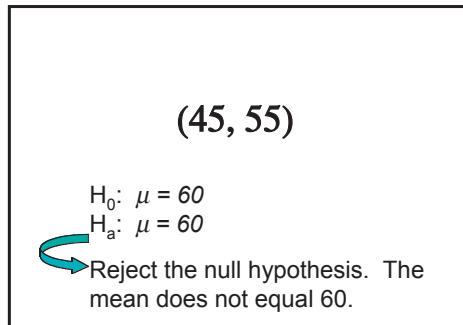 (45, 55)
H₀: μ = 60
Hₐ: μ = 60
Reject the null hypothesis. The
mean does not equal 60.